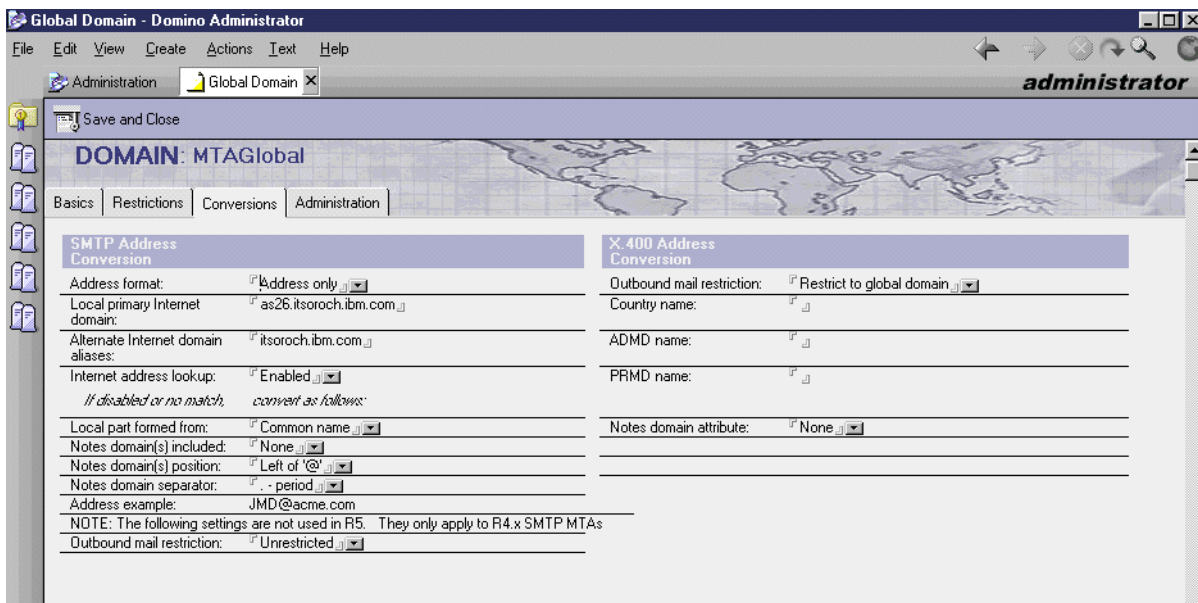 Global Domain - Domino Administrator
File Edit View Create Actions Text Help
Administration Global Domain
administrator
Save and Close
DOMAIN: MTAGlobal
Basics Restrictions Conversions Administration
SMTP Address
Conversion
Address format: Address only
Local primary Internet as26.itsoroch.ibm.com
domain:
Alternate Internet domain itsoroch.ibm.com
aliases:
Internet address lookup: Enabled
If disabled or no match, convert as follows:
Local part formed from: Common name
Notes domain(s) included: None
Notes domain(s) position: Left of '@'
Notes domain separator: . - period
Address example: JMD@acme.com
NOTE: The following settings are not used in R5. They only apply to R4.x SMTP MTAs
Outbound mail restriction: Unrestricted
X.400 Address
Conversion
Outbound mail restriction: Restrict to global domain
Country name:
ADMD name:
PRMD name:
Notes domain attribute: None